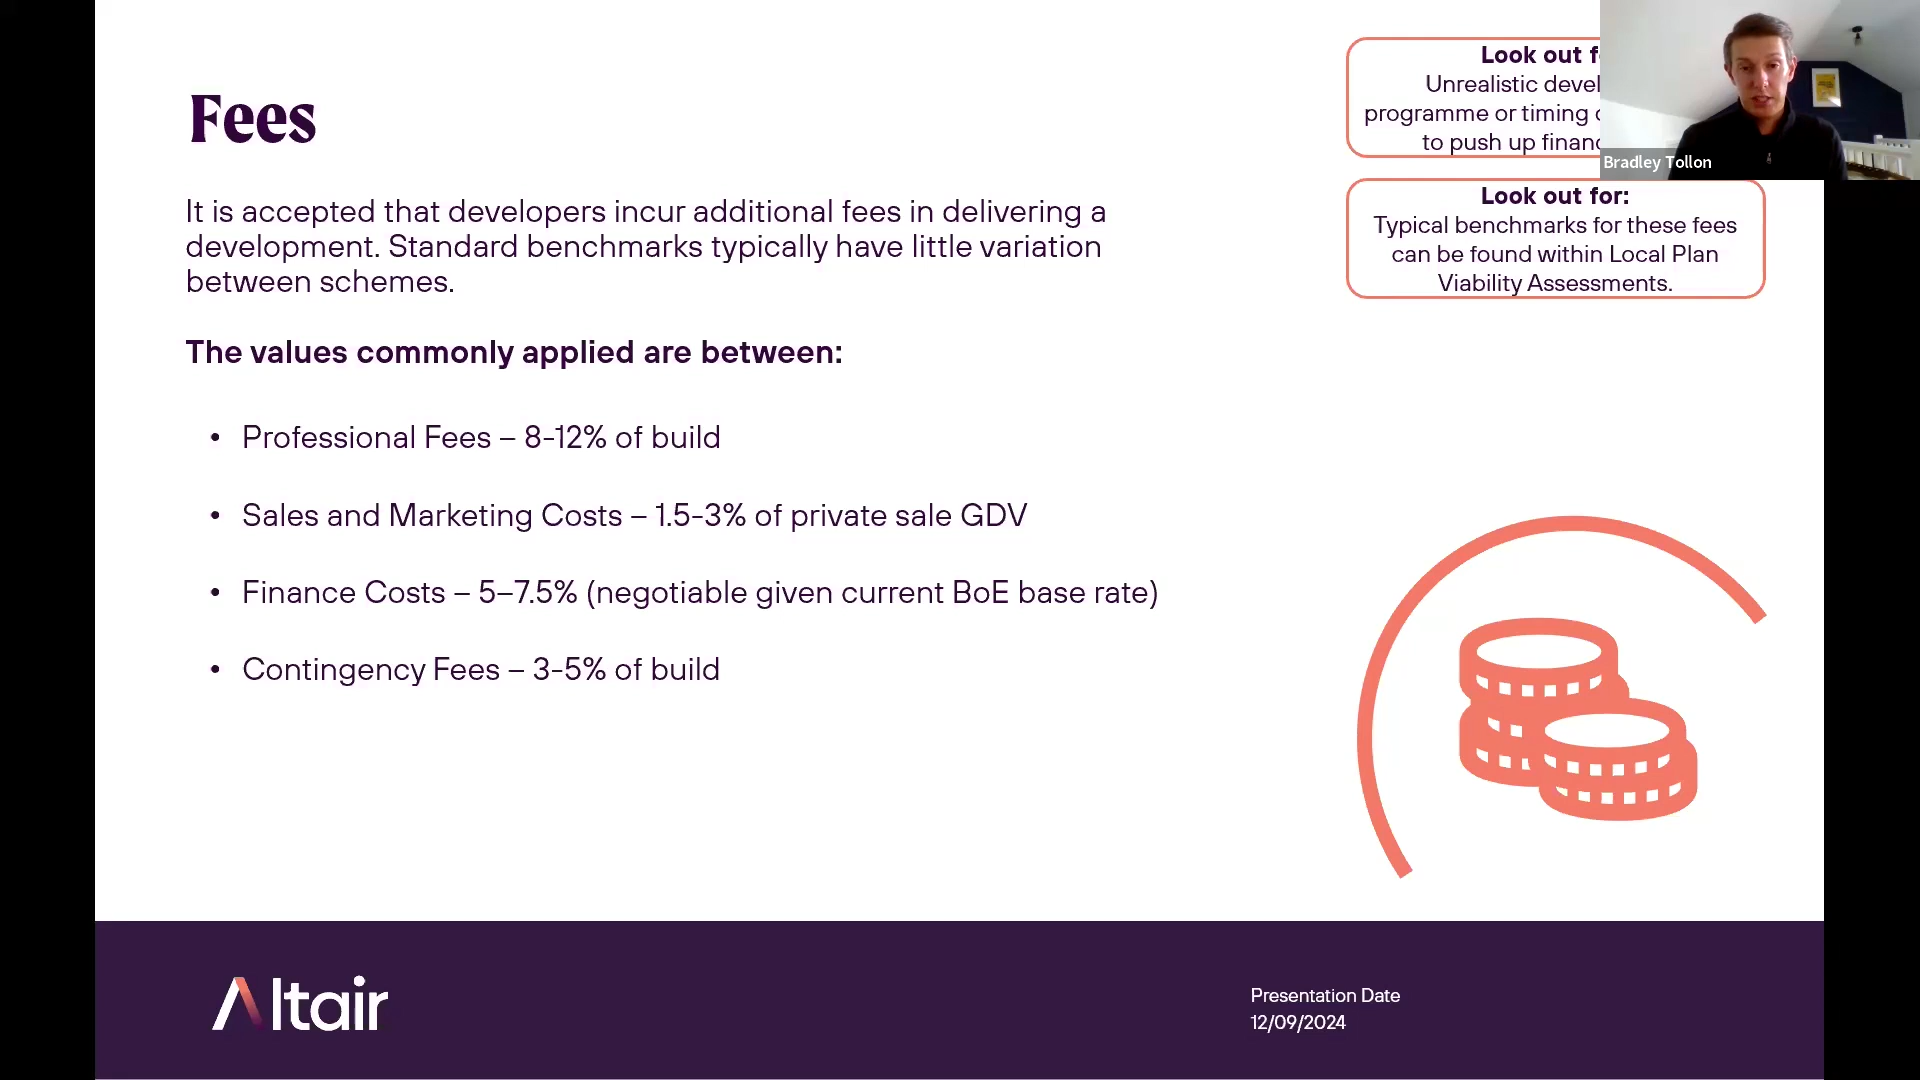 Fees
It is accepted that developers incur additional fees in delivering a
development. Standard benchmarks typically have little variation
between schemes.
The values commonly applied are between:
• Professional Fees – 8-12% of build
• Sales and Marketing Costs – 1.5-3% of private sale GDV
• Finance Costs – 5–7.5% (negotiable given current BoE base rate)
• Contingency Fees – 3-5% of build
Look out
Unrealistic
programme or timing
to push up
Bradley Tollon
Look out for:
Typical benchmarks for these fees
can be found within Local Plan
Viability Assessments.
Altair
Presentation Date
12/09/2024